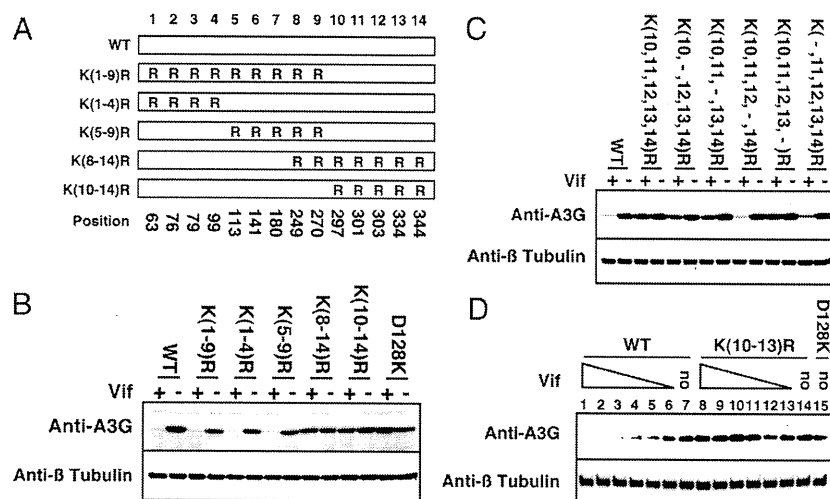 A
1 2 3 4 5 6 7 8 9 10 11 12 13 14
WT
K(1-9)R R R R R R R R R R
K(1-4)R R R R R
K(5-9)R R R R R R
K(8-14)R R R R R R R R
K(10-14)R R R R R R
Position 63 76 79 99 113 141 180 249 270 297 301 303 334 344
B
WT K(1-9)R K(1-4)R K(5-9)R K(8-14)R K(10-14)R D128K
Vif + - + - + - + - + - + - + -
Anti-A3G
Anti-ß Tubulin
C
WT K(10,11,12,13,14)R K(10,-,12,13,14)R K(10,11,-,13,14)R K(10,11,12,-,14)R K(10,11,12,13,-)R K(-,11,12,13,14)R
Vif + - + - + - + - + - + - + -
Anti-A3G
Anti-ß Tubulin
D
WT K(10-13)R D128K
Vif no no no
1 2 3 4 5 6 7 8 9 10 11 12 13 14 15
Anti-A3G
Anti-ß Tubulin